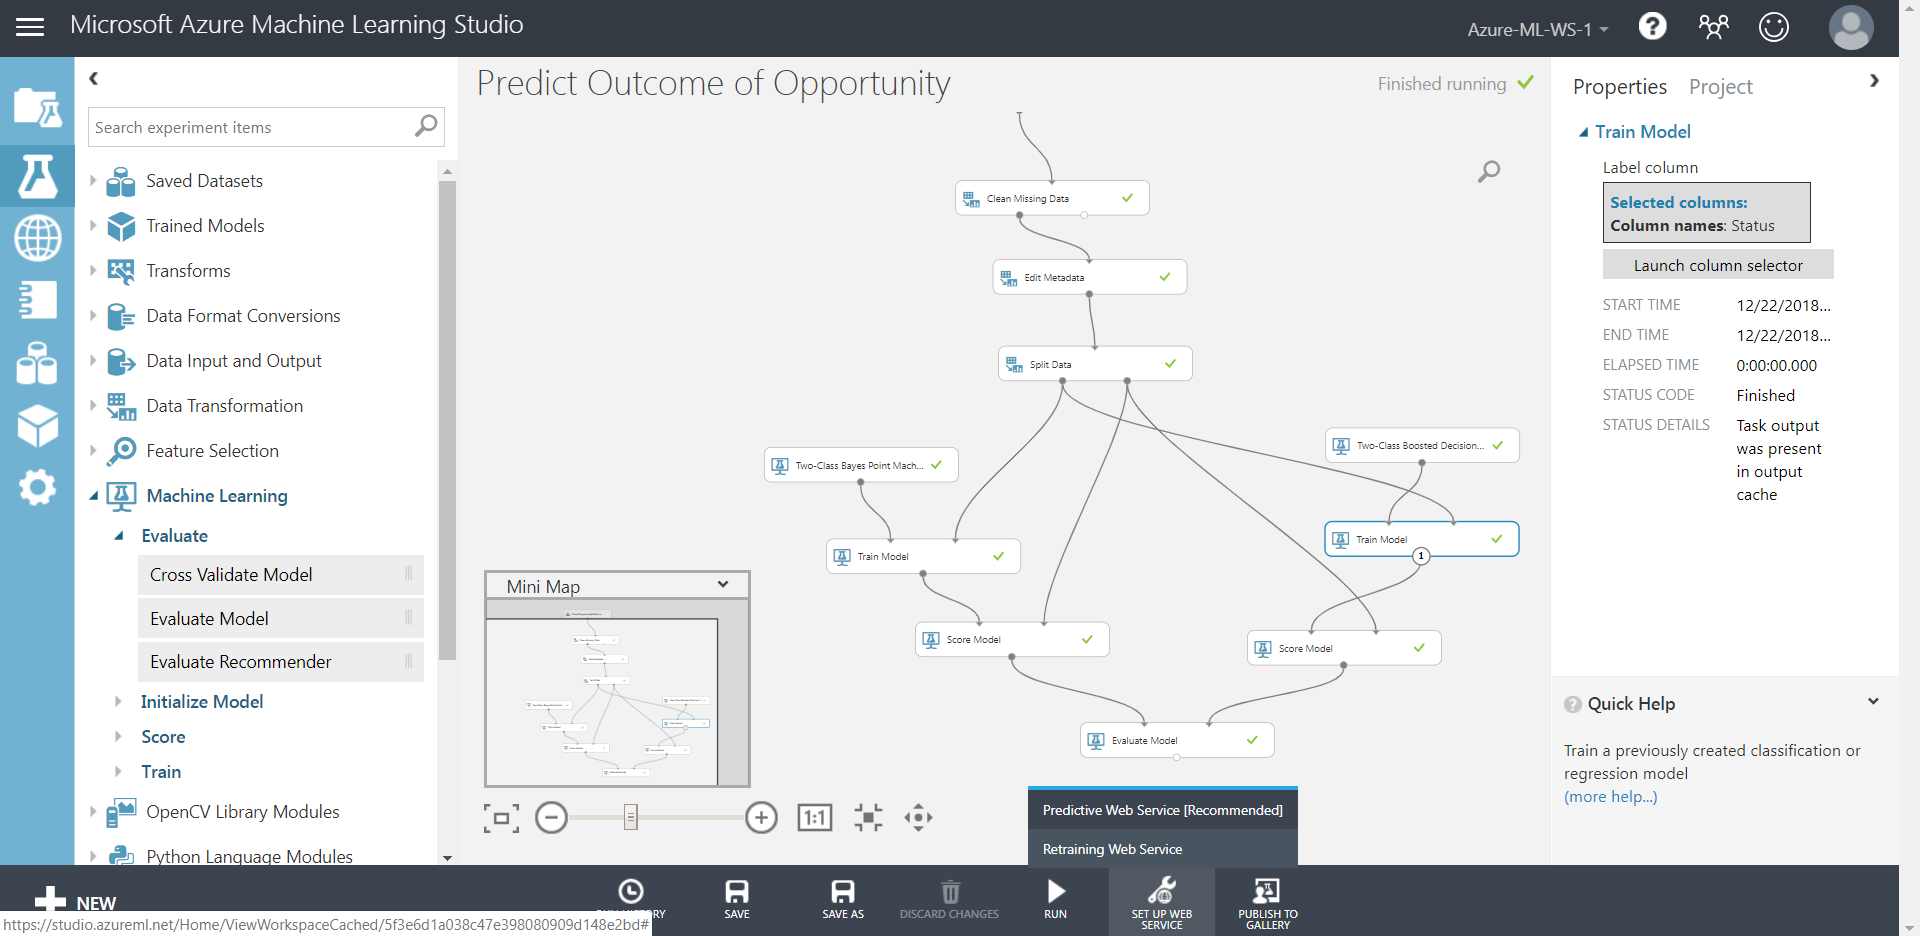 Microsoft Azure Machine Learning Studio
Azure-ML-WS-1
?
Search experiment items
Saved Datasets
Trained Models
Transforms
Data Format Conversions
Data Input and Output
Data Transformation
Feature Selection
Machine Learning
Evaluate
Cross Validate Model
Evaluate Model
Evaluate Recommender
Initialize Model
Score
Train
OpenCV Library Modules
Python Language Modules
Predict Outcome of Opportunity
Finished running
Clean Missing Data
Edit Metadata
Split Data
Two-Class Bayes Point Mach...
Two-Class Boosted Decision...
Train Model
Train Model
1
Score Model
Score Model
Evaluate Model
Mini Map
1:1
Predictive Web Service [Recommended]
Retraining Web Service
Properties
Project
Train Model
Label column
Selected columns:
Column names: Status
Launch column selector
START TIME 12/22/2018...
END TIME 12/22/2018...
ELAPSED TIME 0:00:00.000
STATUS CODE Finished
STATUS DETAILS Task output
was present
in output
cache
? Quick Help
Train a previously created classification or
regression model
(more help...)
NEW
SAVE
SAVE AS
DISCARD CHANGES
RUN
SET UP WEB
SERVICE
PUBLISH TO
GALLERY
https://studio.azureml.net/Home/ViewWorkspaceCached/5f3e6d1a038c47e398080909d148e2bd#